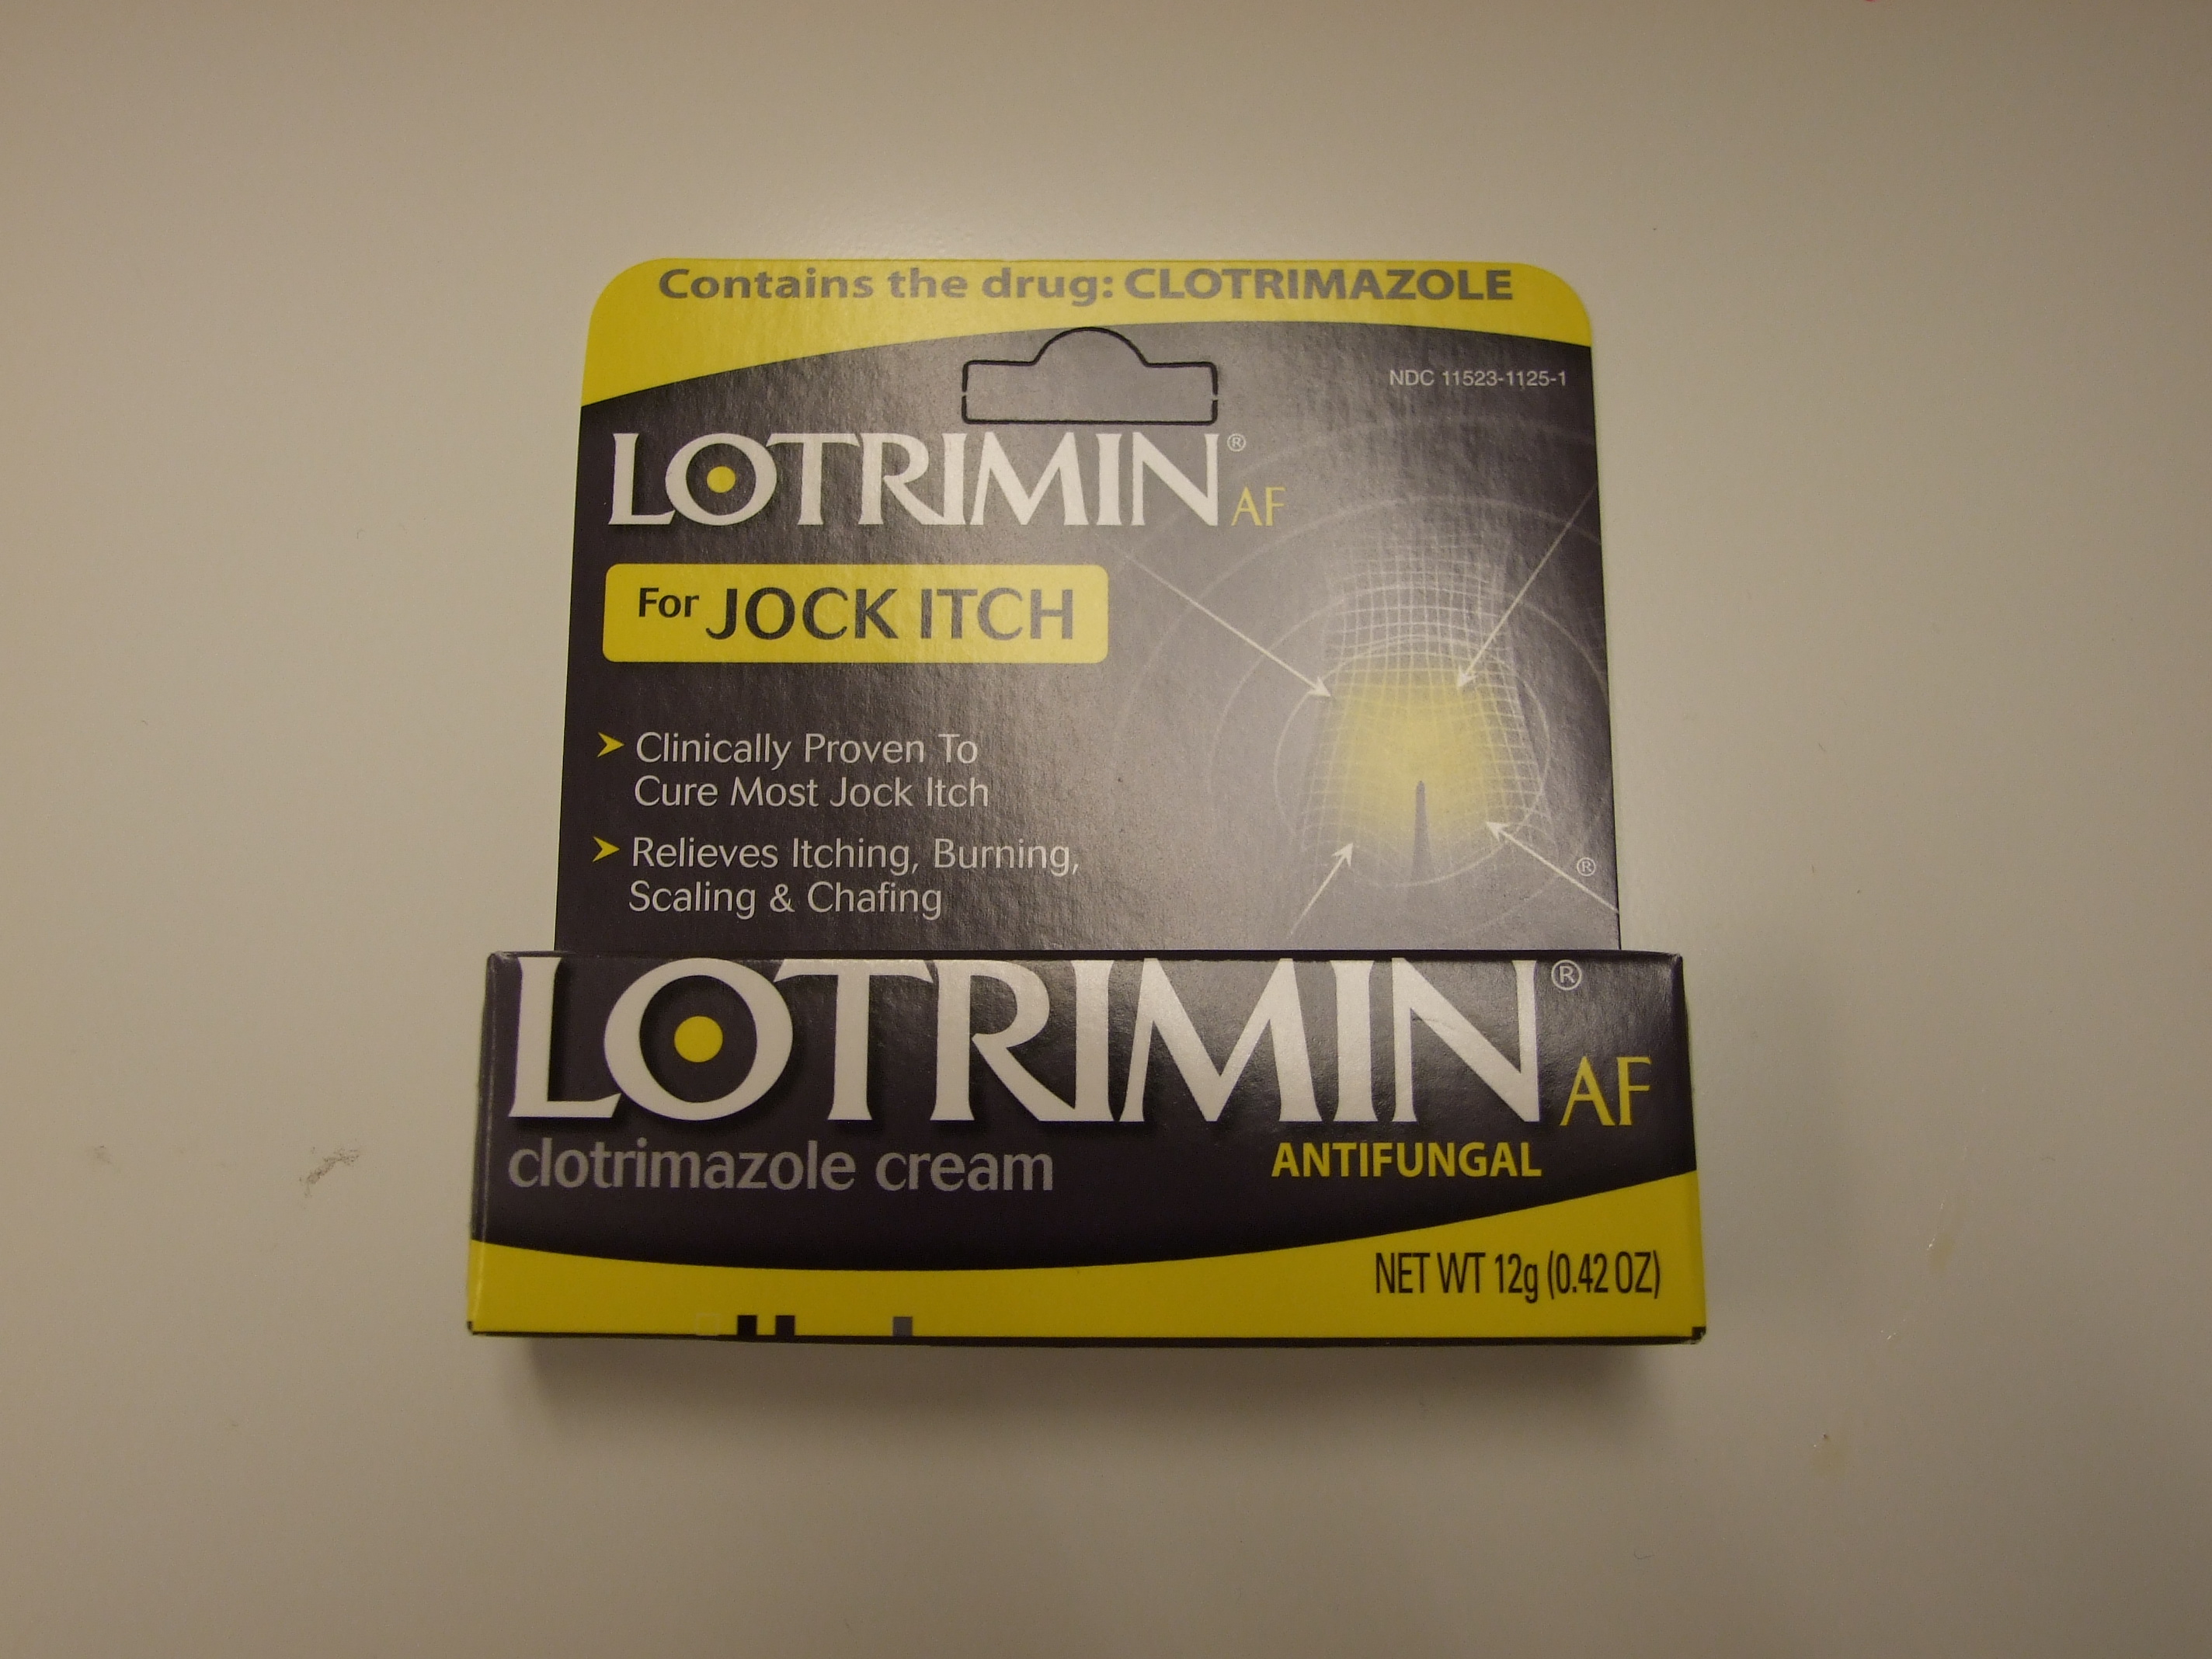 Contains the drug: CLOTRIMAZOLE
NDC 11523-1125-1
LOTRIMIN® AF
For JOCK ITCH
Clinically Proven To
Cure Most Jock Itch
Relieves Itching, Burning,
Scaling & Chafing
®
LOTRIMIN® AF
clotrimazole cream
ANTIFUNGAL
NET WT 12g (0.42 OZ)